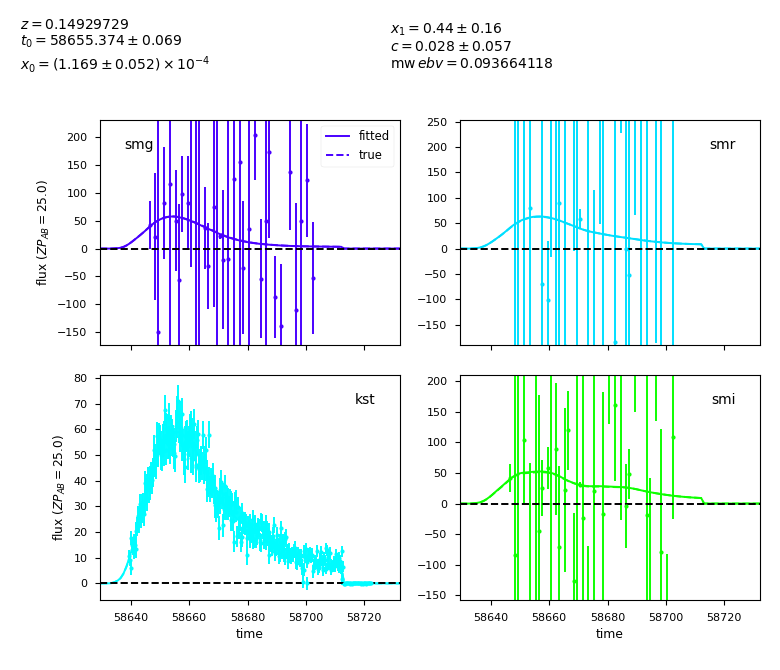 z = 0.14929729
t₀ = 58655.374 ± 0.069
x₀ = (1.169 ± 0.052) × 10⁻⁴
x₁ = 0.44 ± 0.16
c = 0.028 ± 0.057
mw ebv = 0.093664118
smg
fitted
true
200
150
100
50
0
−50
−100
−150
flux (ZP_AB = 25.0)
smr
250
200
150
100
50
0
−50
−100
−150
kst
80
70
60
50
40
30
20
10
0
flux (ZP_AB = 25.0)
58640 58660 58680 58700 58720
time
smi
200
150
100
50
0
−50
−100
−150
58640 58660 58680 58700 58720
time